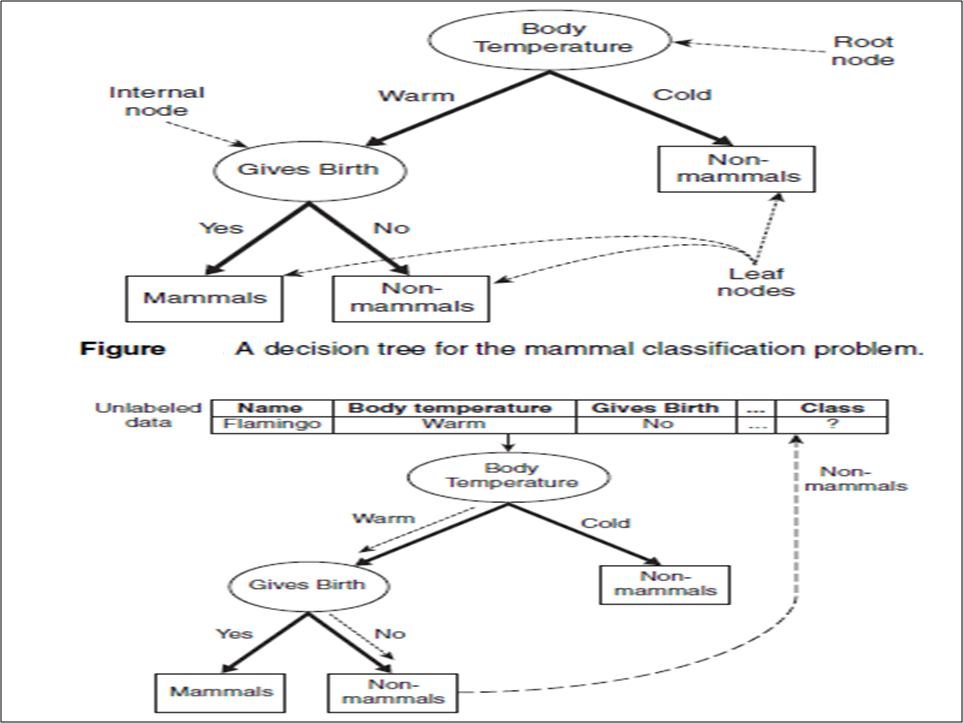 Body
Temperature
Root
node
Internal
node
Warm
Cold
Gives Birth
Non-
mammals
Yes
No
Mammals
Non-
mammals
Leaf
nodes
Figure A decision tree for the mammal classification problem.
Unlabeled
data
Name Body temperature Gives Birth ... Class
Flamingo Warm No ... ?
Body
Temperature
Non-
mammals
Warm
Cold
Gives Birth
Non-
mammals
Yes
No
Mammals
Non-
mammals